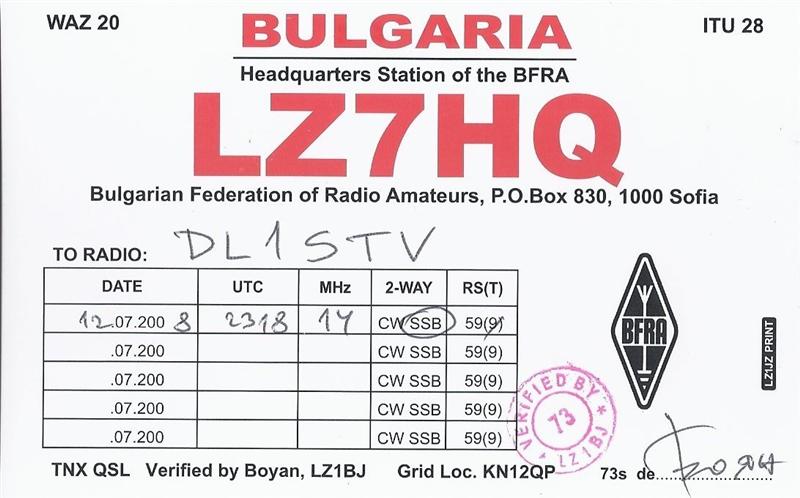 WAZ 20
BULGARIA
ITU 28
Headquarters Station of the BFRA
LZ7HQ
Bulgarian Federation of Radio Amateurs, P.O.Box 830, 1000 Sofia
TO RADIO: DL1STV
DATE UTC MHz 2-WAY RS(T)
12.07.200 8 2318 14 CW SSB 59(9)
.07.200 CW SSB 59(9)
.07.200 CW SSB 59(9)
.07.200 CW SSB 59(9)
.07.200 CW SSB 59(9)
BFRA
LZ1JZ PRINT
VERIFIED BY * LZ1BJ *
73
TNX QSL Verified by Boyan, LZ1BJ Grid Loc. KN12QP 73s de